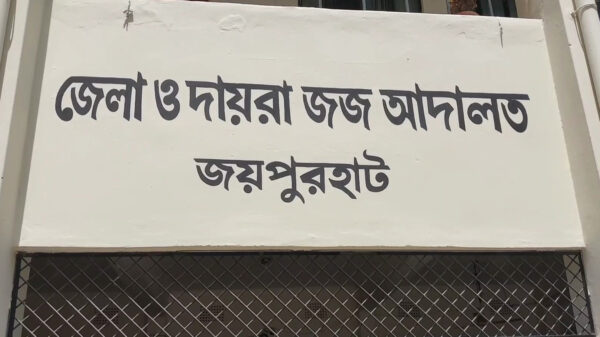 জেলা ও দায়রা জজ আদালত
জয়পুরহাট